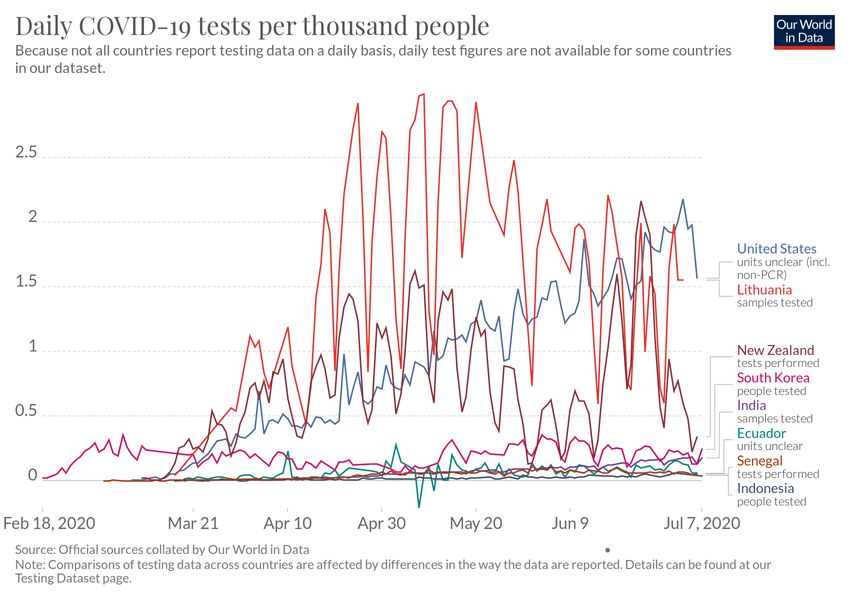 Daily COVID-19 tests per thousand people
Our World
in Data
Because not all countries report testing data on a daily basis, daily test figures are not available for some countries
in our dataset.
2.5
2
1.5
1
0.5
0
Feb 18, 2020
Mar 21
Apr 10
Apr 30
May 20
Jun 9
Jul 7, 2020
United States
units unclear (incl.
non-PCR)
Lithuania
samples tested
New Zealand
tests performed
South Korea
people tested
India
samples tested
Ecuador
units unclear
Senegal
tests performed
Indonesia
people tested
Source: Official sources collated by Our World in Data
•
Note: Comparisons of testing data across countries are affected by differences in the way the data are reported. Details can be found at our
Testing Dataset page.